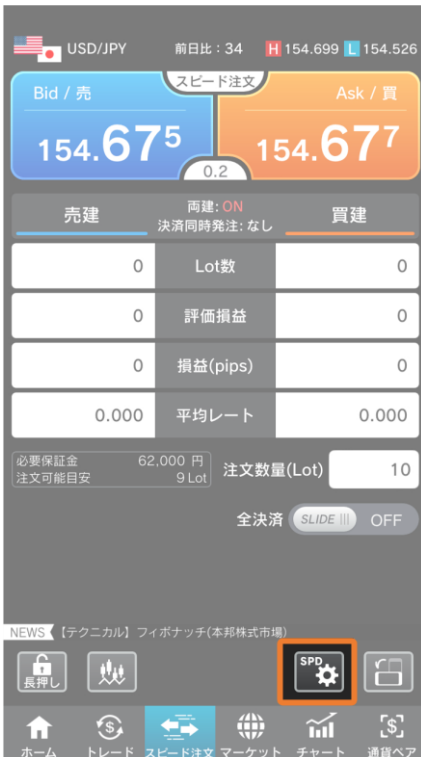 USD/JPY 前日比：34 H 154.699 L 154.526
スピード注文
Bid / 売 Ask / 買
154.675 154.677
0.2
売建 両建: ON 買建
決済同時発注: なし
0 Lot数 0
0 評価損益 0
0 損益(pips) 0
0.000 平均レート 0.000
必要保証金 62,000 円
注文可能目安 9 Lot
注文数量(Lot) 10
全決済 SLIDE OFF
NEWS 【テクニカル】フィボナッチ(本邦株式市場)
長押し SPD
ホーム トレード スピード注文 マーケット チャート 通貨ペア